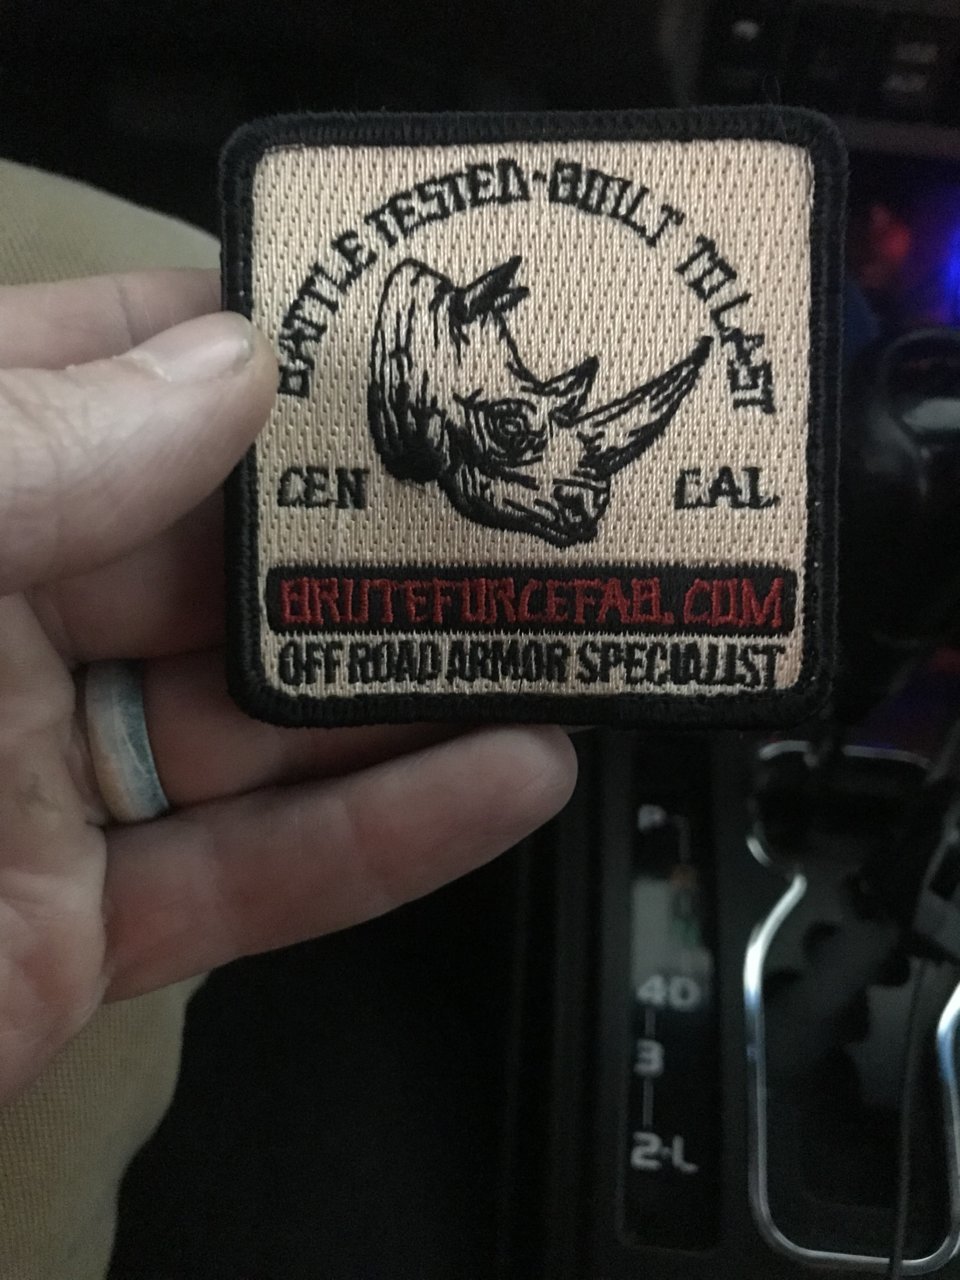 BATTLE TESTED-BUILT TO LAST
CEN CAL
BRUTEFORCEFAB.COM
OFF ROAD ARMOR SPECIALIST
P
4D
3
2-L